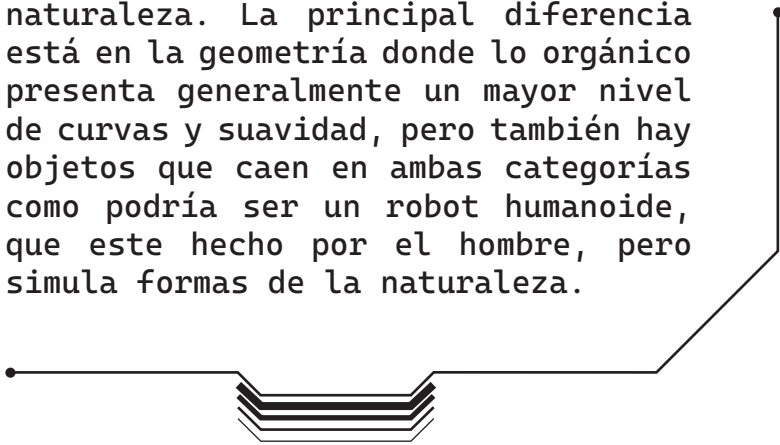 naturaleza. La principal diferencia
está en la geometría donde lo orgánico
presenta generalmente un mayor nivel
de curvas y suavidad, pero también hay
objetos que caen en ambas categorías
como podría ser un robot humanoide,
que este hecho por el hombre, pero
simula formas de la naturaleza.